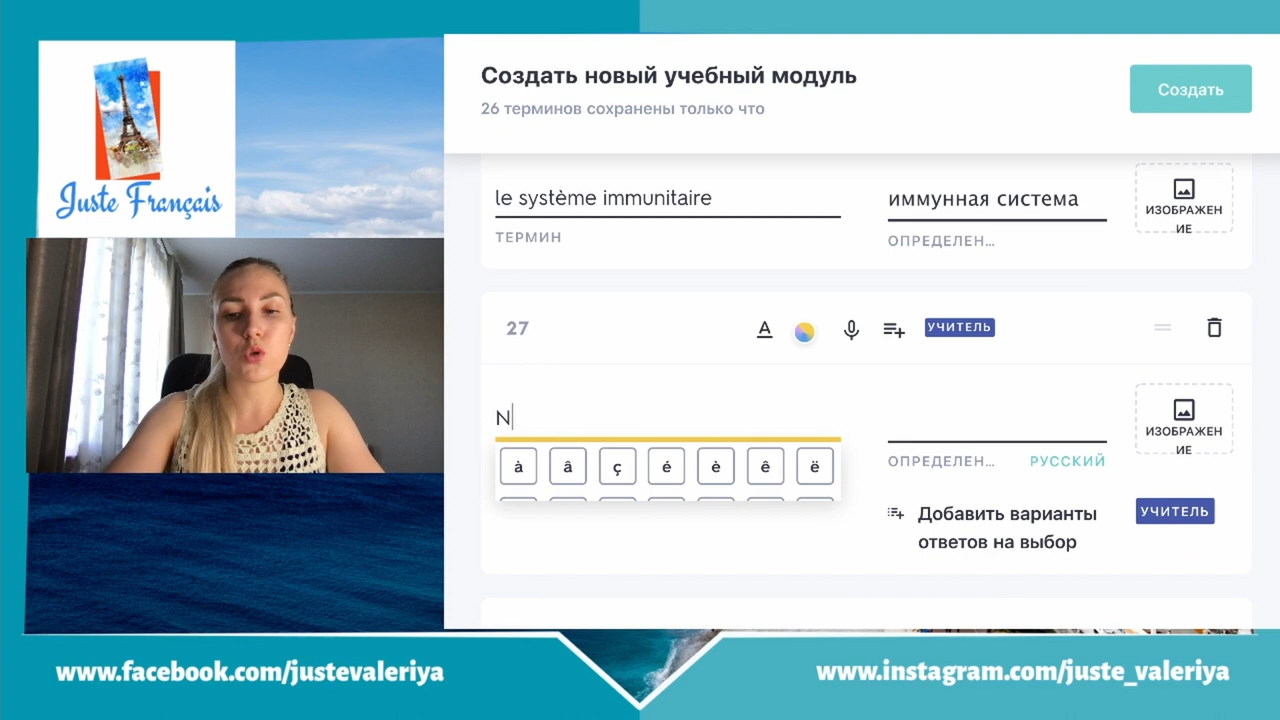 Juste Français
Создать новый учебный модуль
26 терминов сохранены только что
Создать
le système immunitaire
ТЕРМИН
иммунная система
ОПРЕДЕЛЕН...
ИЗОБРАЖЕН
ИЕ
27
A
УЧИТЕЛЬ
N
à â ç é è ê ë
ОПРЕДЕЛЕН... РУССКИЙ
ИЗОБРАЖЕН
ИЕ
Добавить варианты
ответов на выбор
УЧИТЕЛЬ
www.facebook.com/justevaleriya
www.instagram.com/juste_valeriya